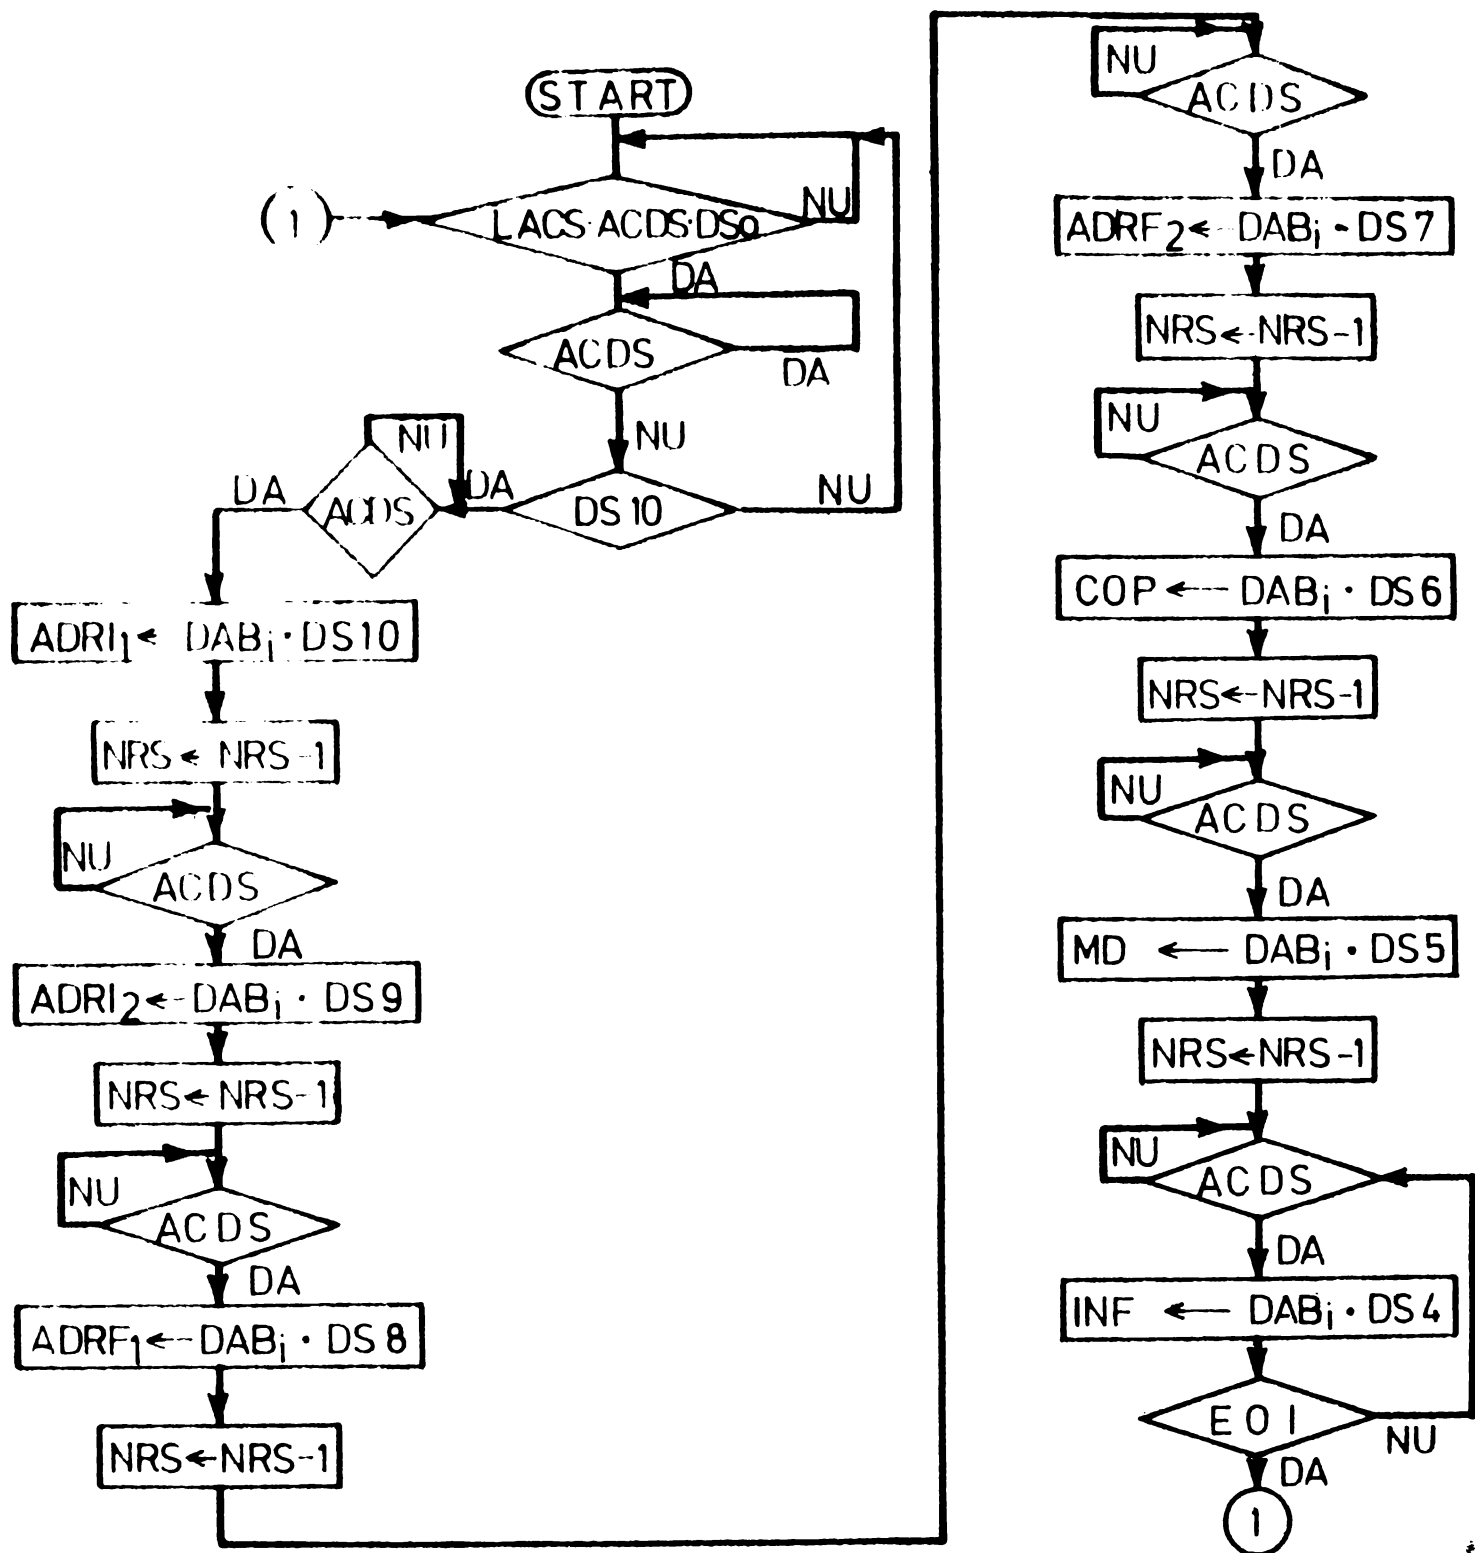 START
(1)
LACS·ACDS·DSo
NU
DA
ACDS
DA
NU
DS10
NU
DA
ACDS
NU
DA
ADRI1 ← DABi · DS10
NRS ← NRS-1
NU
ACDS
DA
ADRI2 ← DABi · DS9
NRS ← NRS-1
NU
ACDS
DA
ADRF1 ← DABi · DS8
NRS ← NRS-1
NU
ACDS
DA
ADRF2 ← DABi · DS7
NRS ← NRS-1
NU
ACDS
DA
COP ← DABi · DS6
NRS ← NRS-1
NU
ACDS
DA
MD ← DABi · DS5
NRS ← NRS-1
NU
ACDS
DA
INF ← DABi · DS4
EOI
NU
DA
1